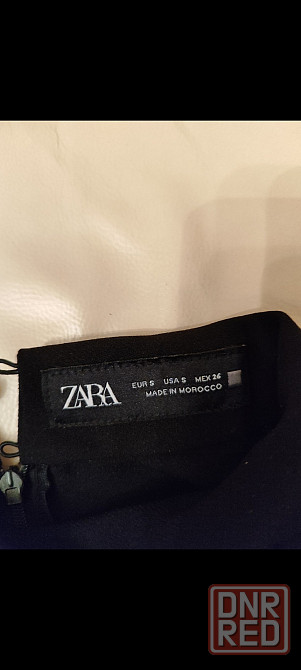 ZARA
EUR S USA S MEX 26
MADE IN MOROCCO
DNR
RED